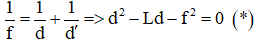 1/f = 1/d + 1/d′ => d² − Ld − f² = 0 (*)